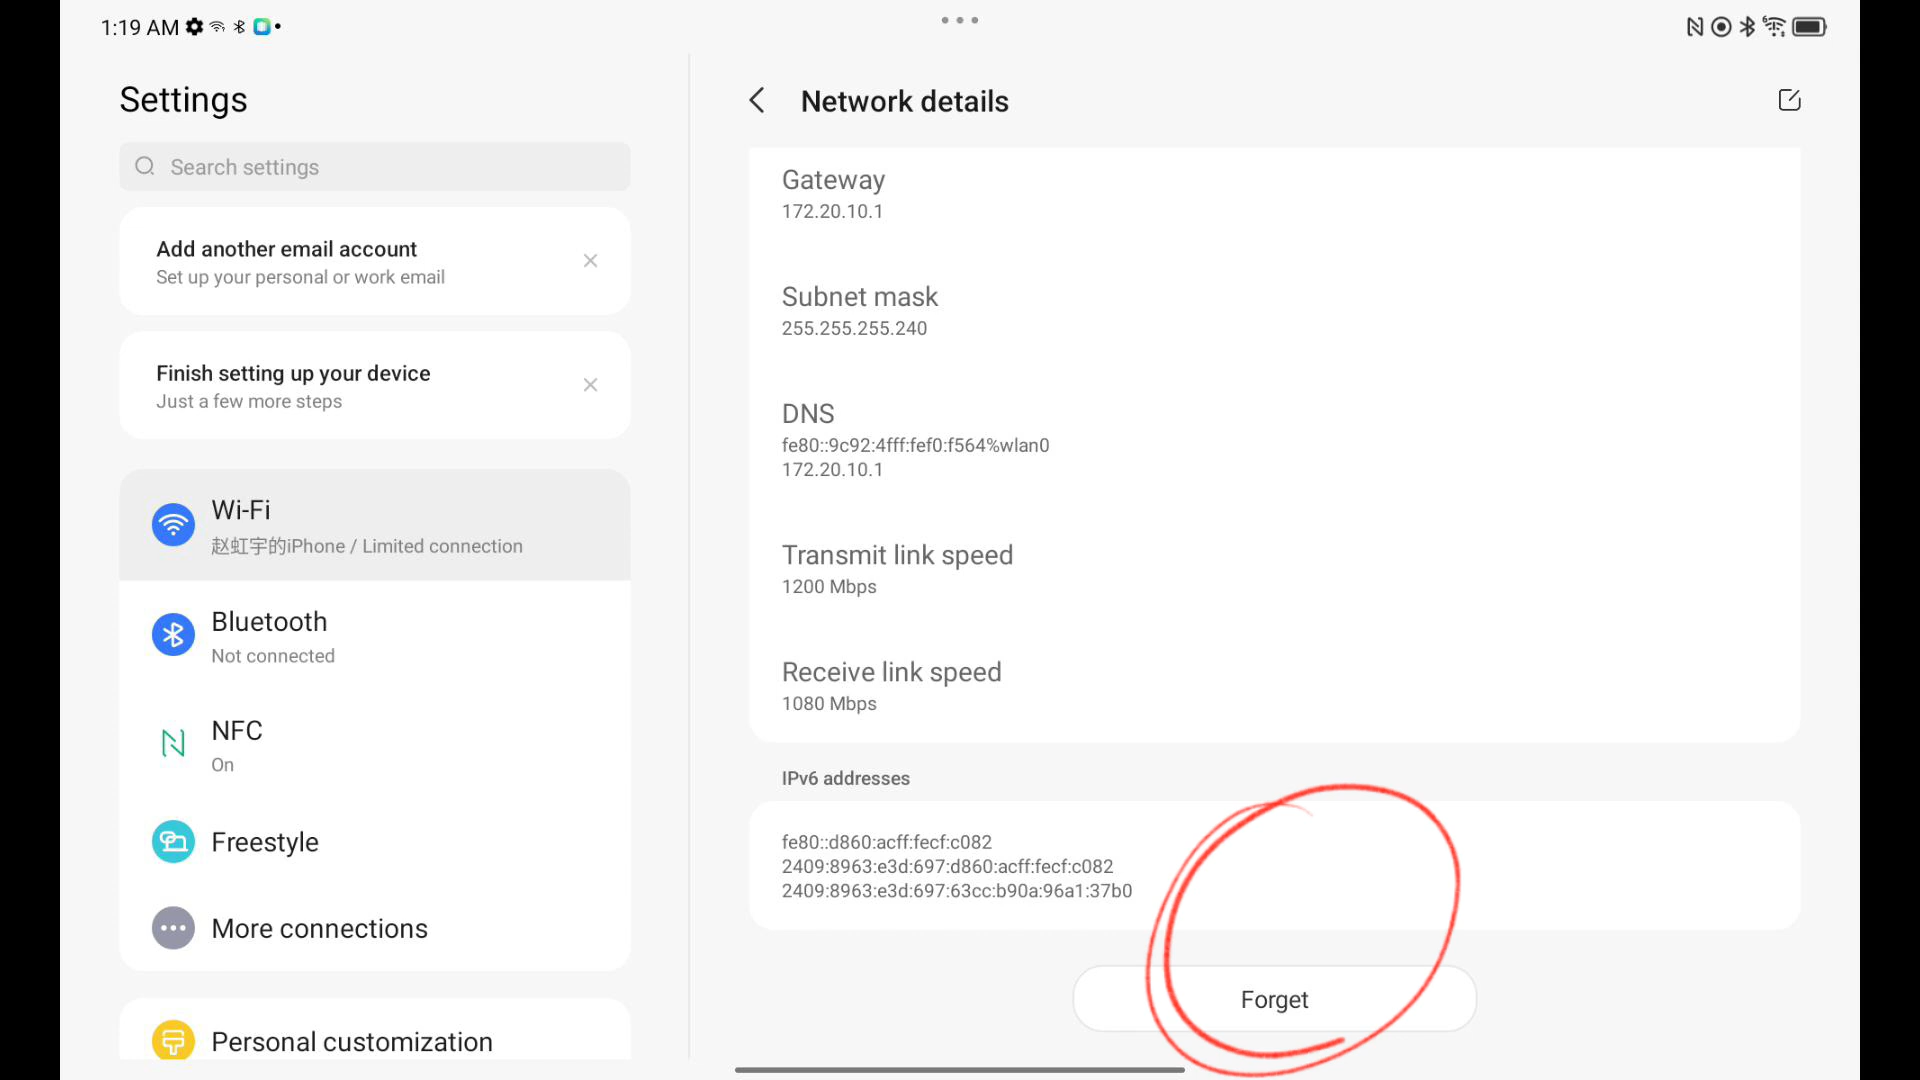 1:19 AM
Settings
Search settings
Add another email account
Set up your personal or work email
Finish setting up your device
Just a few more steps
Wi-Fi
赵虹宇的iPhone / Limited connection
Bluetooth
Not connected
NFC
On
Freestyle
More connections
Personal customization
Network details
Gateway
172.20.10.1
Subnet mask
255.255.255.240
DNS
fe80::9c92:4fff:fef0:f564%wlan0
172.20.10.1
Transmit link speed
1200 Mbps
Receive link speed
1080 Mbps
IPv6 addresses
fe80::d860:acff:fecf:c082
2409:8963:e3d:697:d860:acff:fecf:c082
2409:8963:e3d:697:63cc:b90a:96a1:37b0
Forget